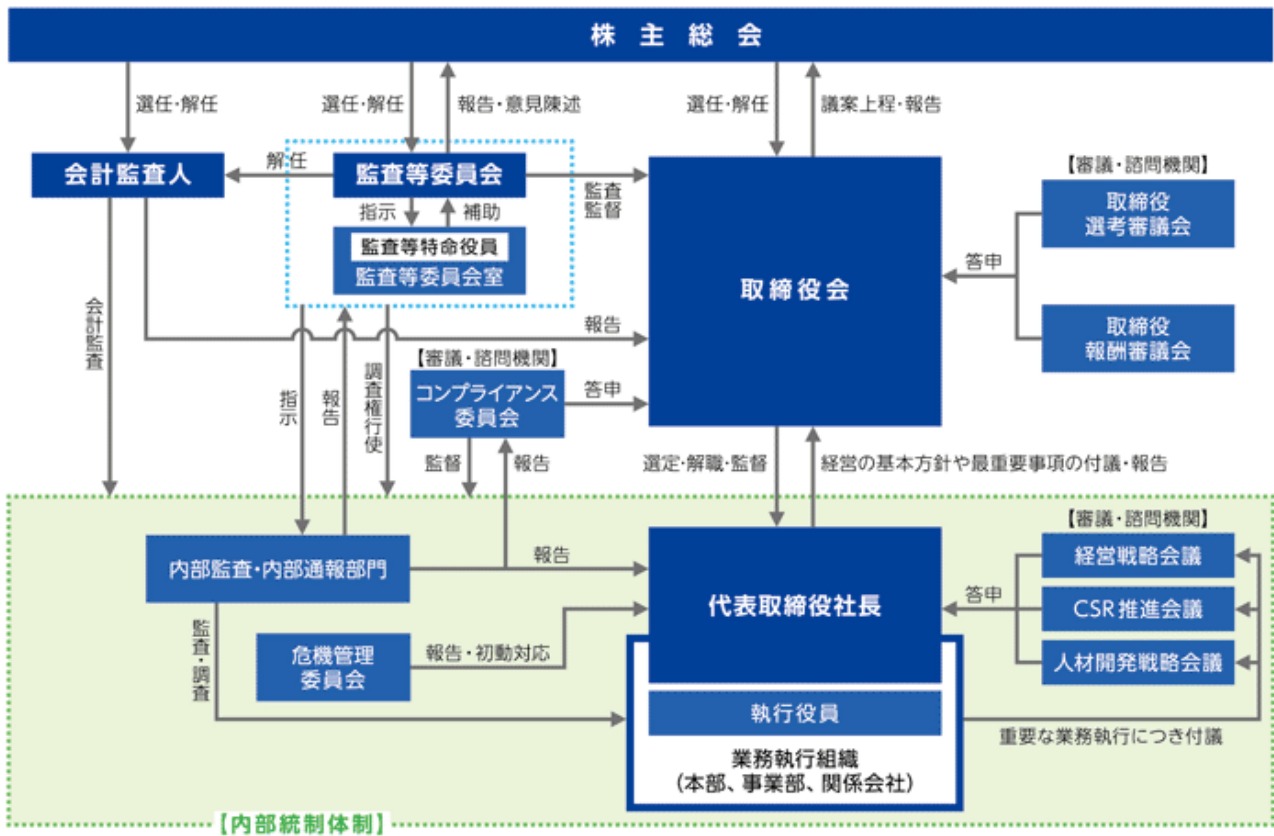 株主総会
選任・解任
選任・解任
報告・意見陳述
選任・解任
議案上程・報告
会計監査人
解任
監査等委員会
監査
監督
指示
補助
監査等特命役員
監査等委員会室
取締役会
【審議・諮問機関】
取締役
選考審議会
答申
取締役
報酬審議会
会計監査
報告
指示
報告
調査権行使
【審議・諮問機関】
コンプライアンス
委員会
答申
監督
報告
選定・解職・監督
経営の基本方針や最重要事項の付議・報告
内部監査・内部通報部門
報告
代表取締役社長
【審議・諮問機関】
経営戦略会議
答申
CSR推進会議
人材開発戦略会議
監査・調査
危機管理
委員会
報告・初動対応
執行役員
重要な業務執行につき付議
業務執行組織
（本部、事業部、関係会社）
【内部統制体制】